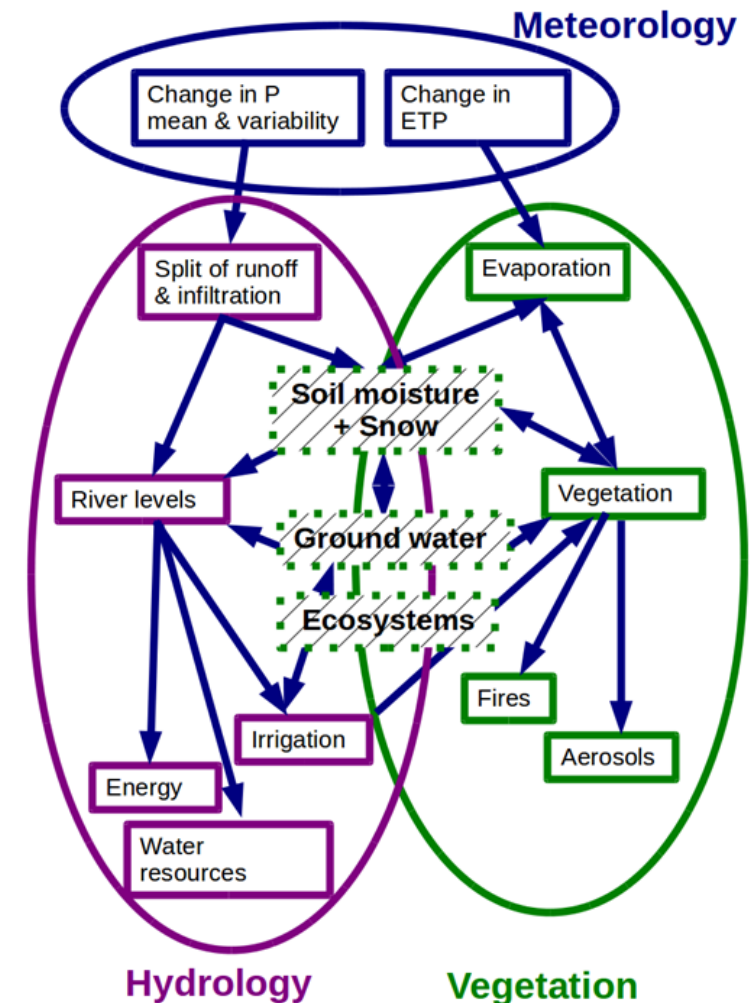 Meteorology
Change in P
mean & variability
Change in
ETP
Split of runoff
& infiltration
Evaporation
Soil moisture
+ Snow
River levels
Vegetation
Ground water
Ecosystems
Fires
Irrigation
Aerosols
Energy
Water
resources
Hydrology
Vegetation